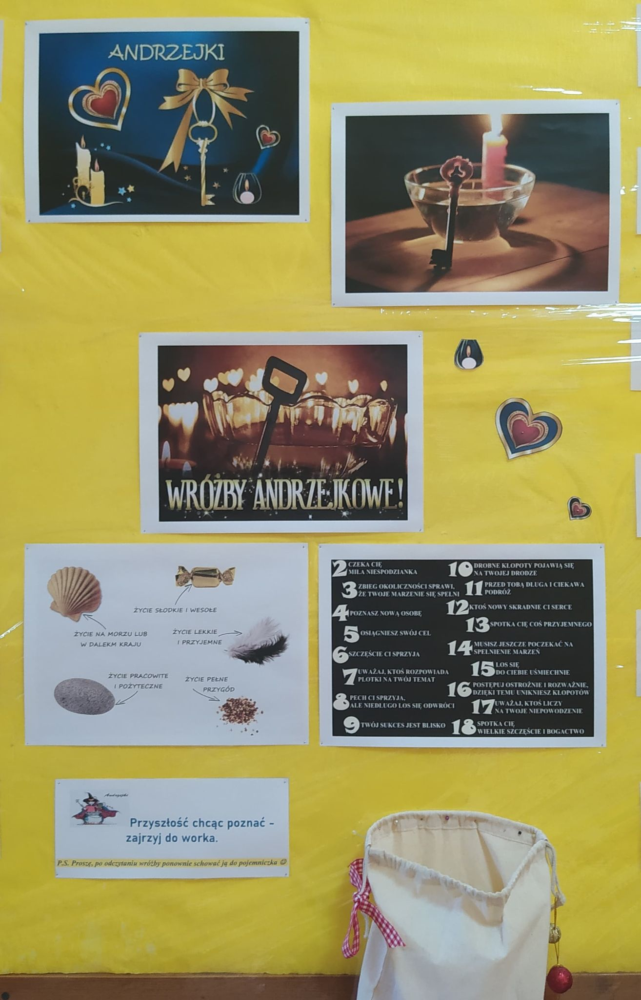 ANDRZEJKI
WRÓŻBY ANDRZEJKOWE!
ŻYCIE SŁODKIE I WESOŁE
ŻYCIE NA MORZU LUB
W DALEKM KRAJU
ŻYCIE LEKKIE
I PRZYJEMNE
ŻYCIE PRACOWITE
I POŻYTECZNE
ŻYCIE PEŁNE
PRZYGÓD
2 CZEKA CIĘ
MIŁA NIESPODZIANKA
3 ZBIEG OKOLICZNOŚCI SPRAWI,
ŻE TWOJE MARZENIE SIĘ SPEŁNI
4 POZNASZ NOWĄ OSOBĘ
5 OSIĄGNIESZ SWÓJ CEL
6 SZCZĘŚCIE CI SPRZYJA
7 UWAŻAJ, KTOŚ ROZPOWIADA
PLOTKI NA TWÓJ TEMAT
8 PECH CI SPRZYJA,
ALE NIEDŁUGO LOS SIĘ ODWRÓCI
9 TWÓJ SUKCES JEST BLISKO
10 DROBNE KŁOPOTY POJAWIĄ SIĘ
NA TWOJEJ DRODZE
11 PRZED TOBĄ DŁUGA I CIEKAWA
PODRÓŻ
12 KTOŚ NOWY SKRADNIE CI SERCE
13 SPOTKA CIĘ COŚ PRZYJEMNEGO
14 MUSISZ JESZCZE POCZEKAĆ NA
SPEŁNIENIE MARZEŃ
15 LOS SIĘ
DO CIEBIE UŚMIECHNIE
16 POSTĘPUJ OSTROŻNIE I ROZWAŻNIE,
DZIĘKI TEMU UNIKNIESZ KŁOPOTÓW
17 UWAŻAJ, KTOŚ LICZY
NA TWOJE NIEPOWODZENIE
18 SPOTKA CIĘ
WIELKIE SZCZĘŚCIE I BOGACTWO
Andrzejki
Przyszłość chcąc poznać -
zajrzyj do worka.
P.S. Proszę, po odczytaniu wróżby ponownie schować ją do pojemniczka ☺